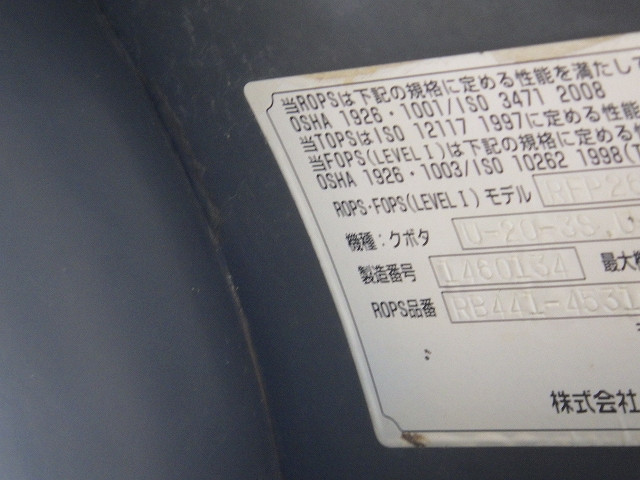 当ROPSは下記の規格に定める性能を満たして
OSHA 1926・1001/ISO 3471 2008
当TOPSはISO 12117 1997に定める性能
当FOPS(LEVEL I)は下記の規格に定める
OSHA 1926・1003/ISO 10262 1998(
ROPS・FOPS(LEVEL I) モデル
機種：クボタ U-20-3S,U
製造番号 1460134 最大
ROPS品番 RB441-4531
株式会社